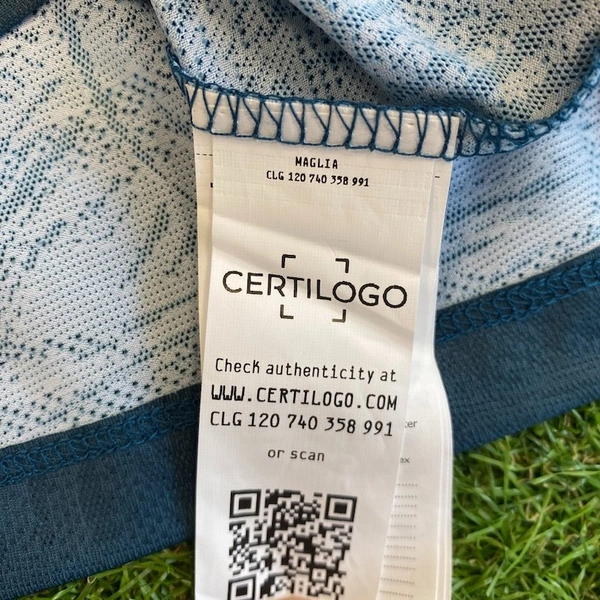 MAGLIA
CLG 120 740 358 991
CERTILOGO
Check authenticity at
WWW.CERTILOGO.COM
CLG 120 740 358 991
or scan